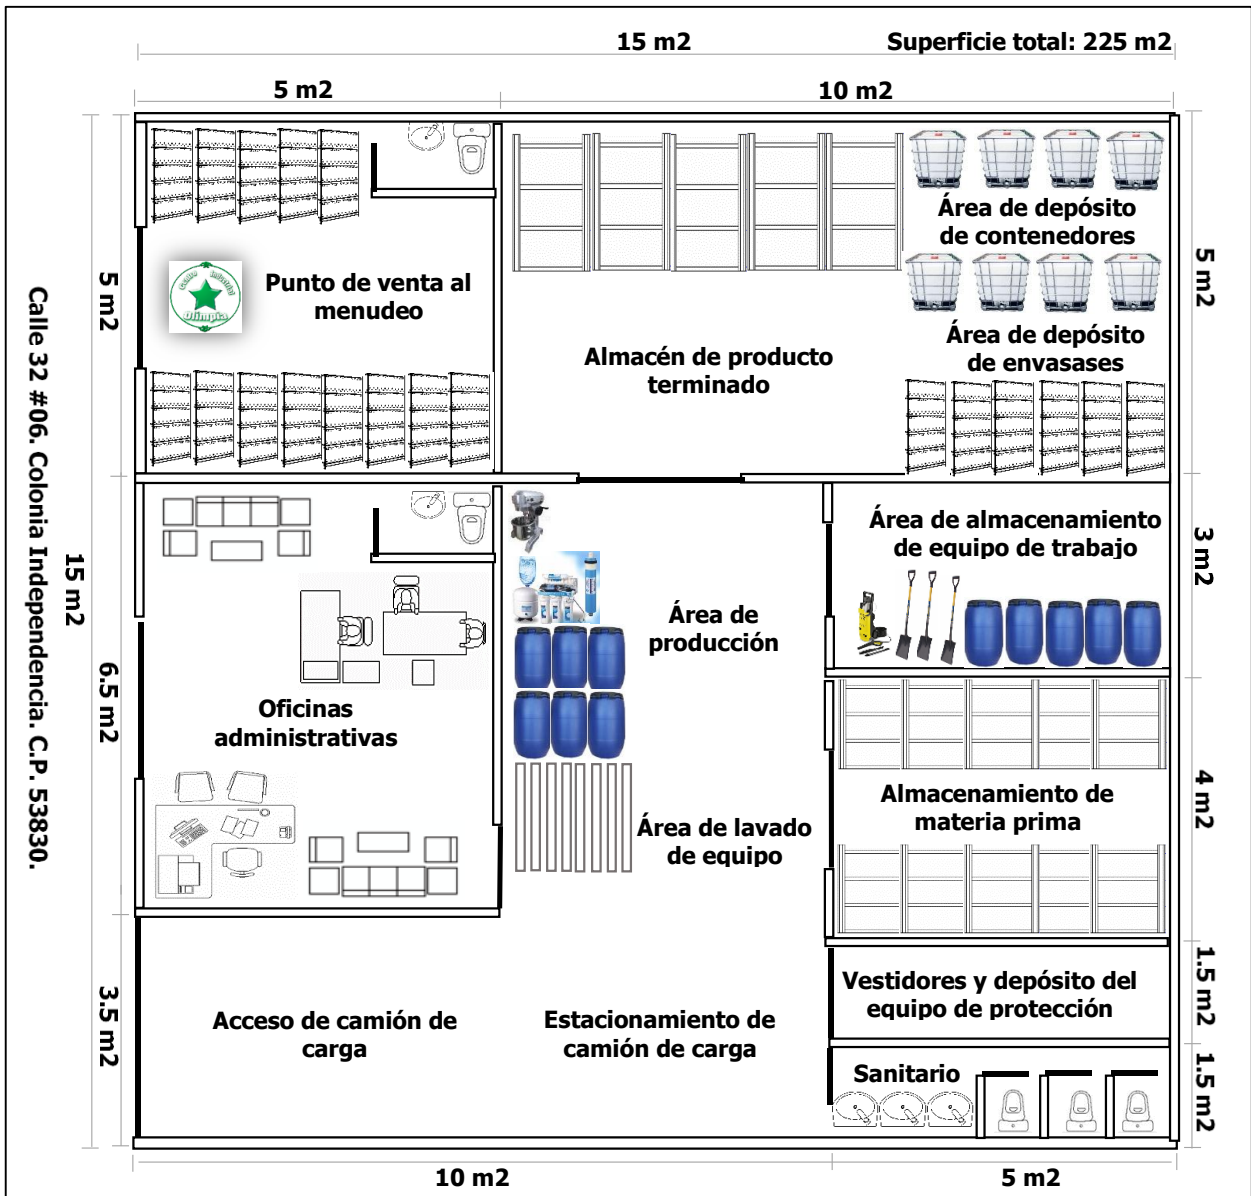 15 m2
Superficie total: 225 m2
5 m2
10 m2
Área de depósito
de contenedores
Punto de venta al
menudeo
Centro Industrial
Olimpia
Almacén de producto
terminado
Área de depósito
de envasases
5 m2
5 m2
Calle 32 #06. Colonia Independencia. C.P. 53830.
15 m2
6.5 m2
3.5 m2
Área de almacenamiento
de equipo de trabajo
3 m2
Área de
producción
Oficinas
administrativas
Almacenamiento de
materia prima
4 m2
Área de lavado
de equipo
Vestidores y depósito del
equipo de protección
1.5 m2
Acceso de camión de
carga
Estacionamiento de
camión de carga
Sanitario
1.5 m2
10 m2
5 m2